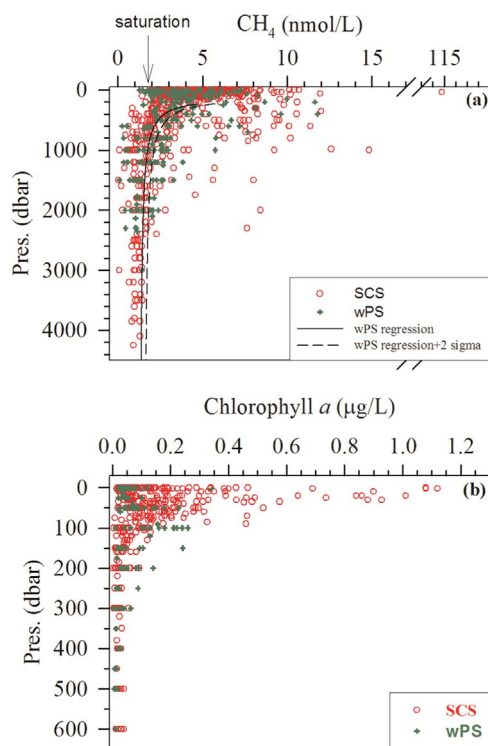 saturation
CH4 (nmol/L)
0 5 10 15 115
(a)
0
1000
2000
3000
4000
Pres. (dbar)
SCS
wPS
wPS regression
wPS regression+2 sigma
Chlorophyll a (µg/L)
0.0 0.2 0.4 0.6 0.8 1.0 1.2
(b)
0
100
200
300
400
500
600
Pres. (dbar)
SCS
wPS